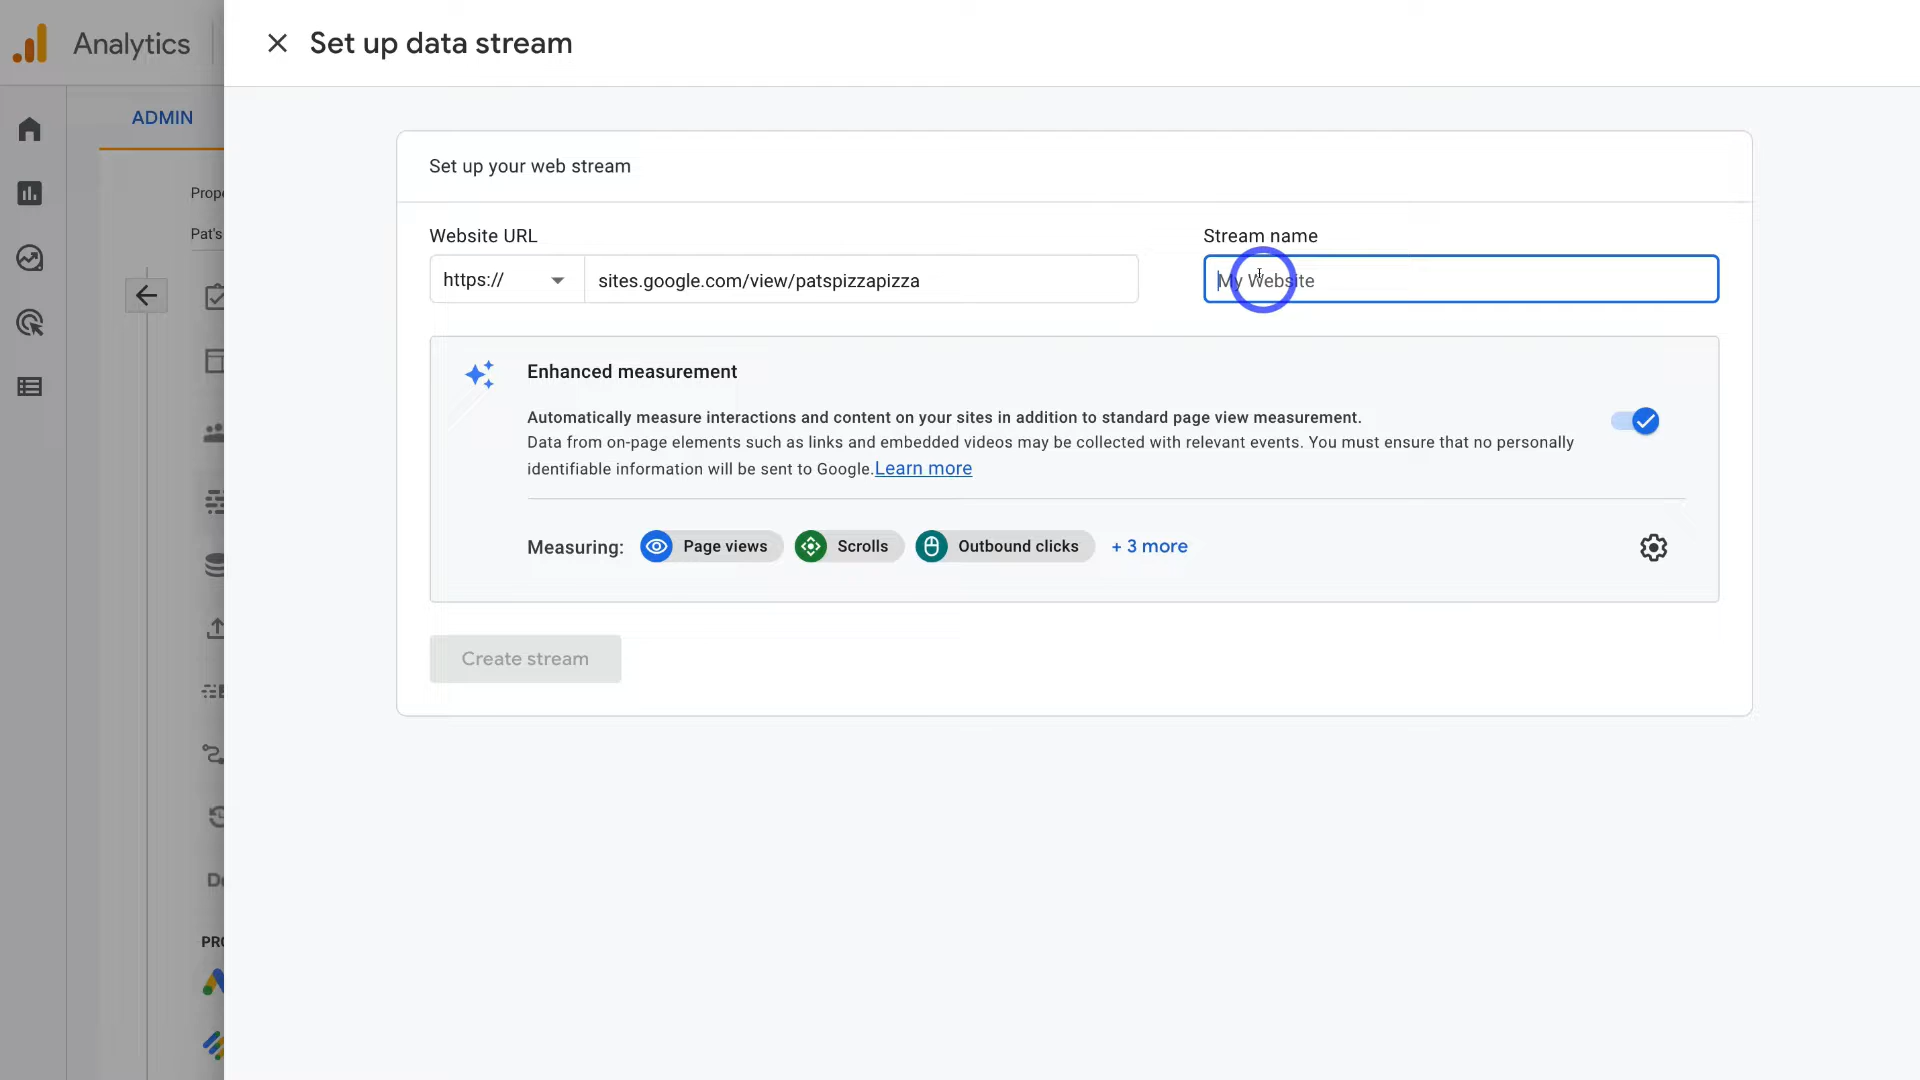 Analytics
Set up data stream
ADMIN
Set up your web stream
Prope
Pat's
Website URL
Stream name
https://
sites.google.com/view/patspizzapizza
My Website
Enhanced measurement
Automatically measure interactions and content on your sites in addition to standard page view measurement.
Data from on-page elements such as links and embedded videos may be collected with relevant events. You must ensure that no personally
identifiable information will be sent to Google.Learn more
Measuring:
Page views
Scrolls
Outbound clicks
+ 3 more
Create stream
De
PRO